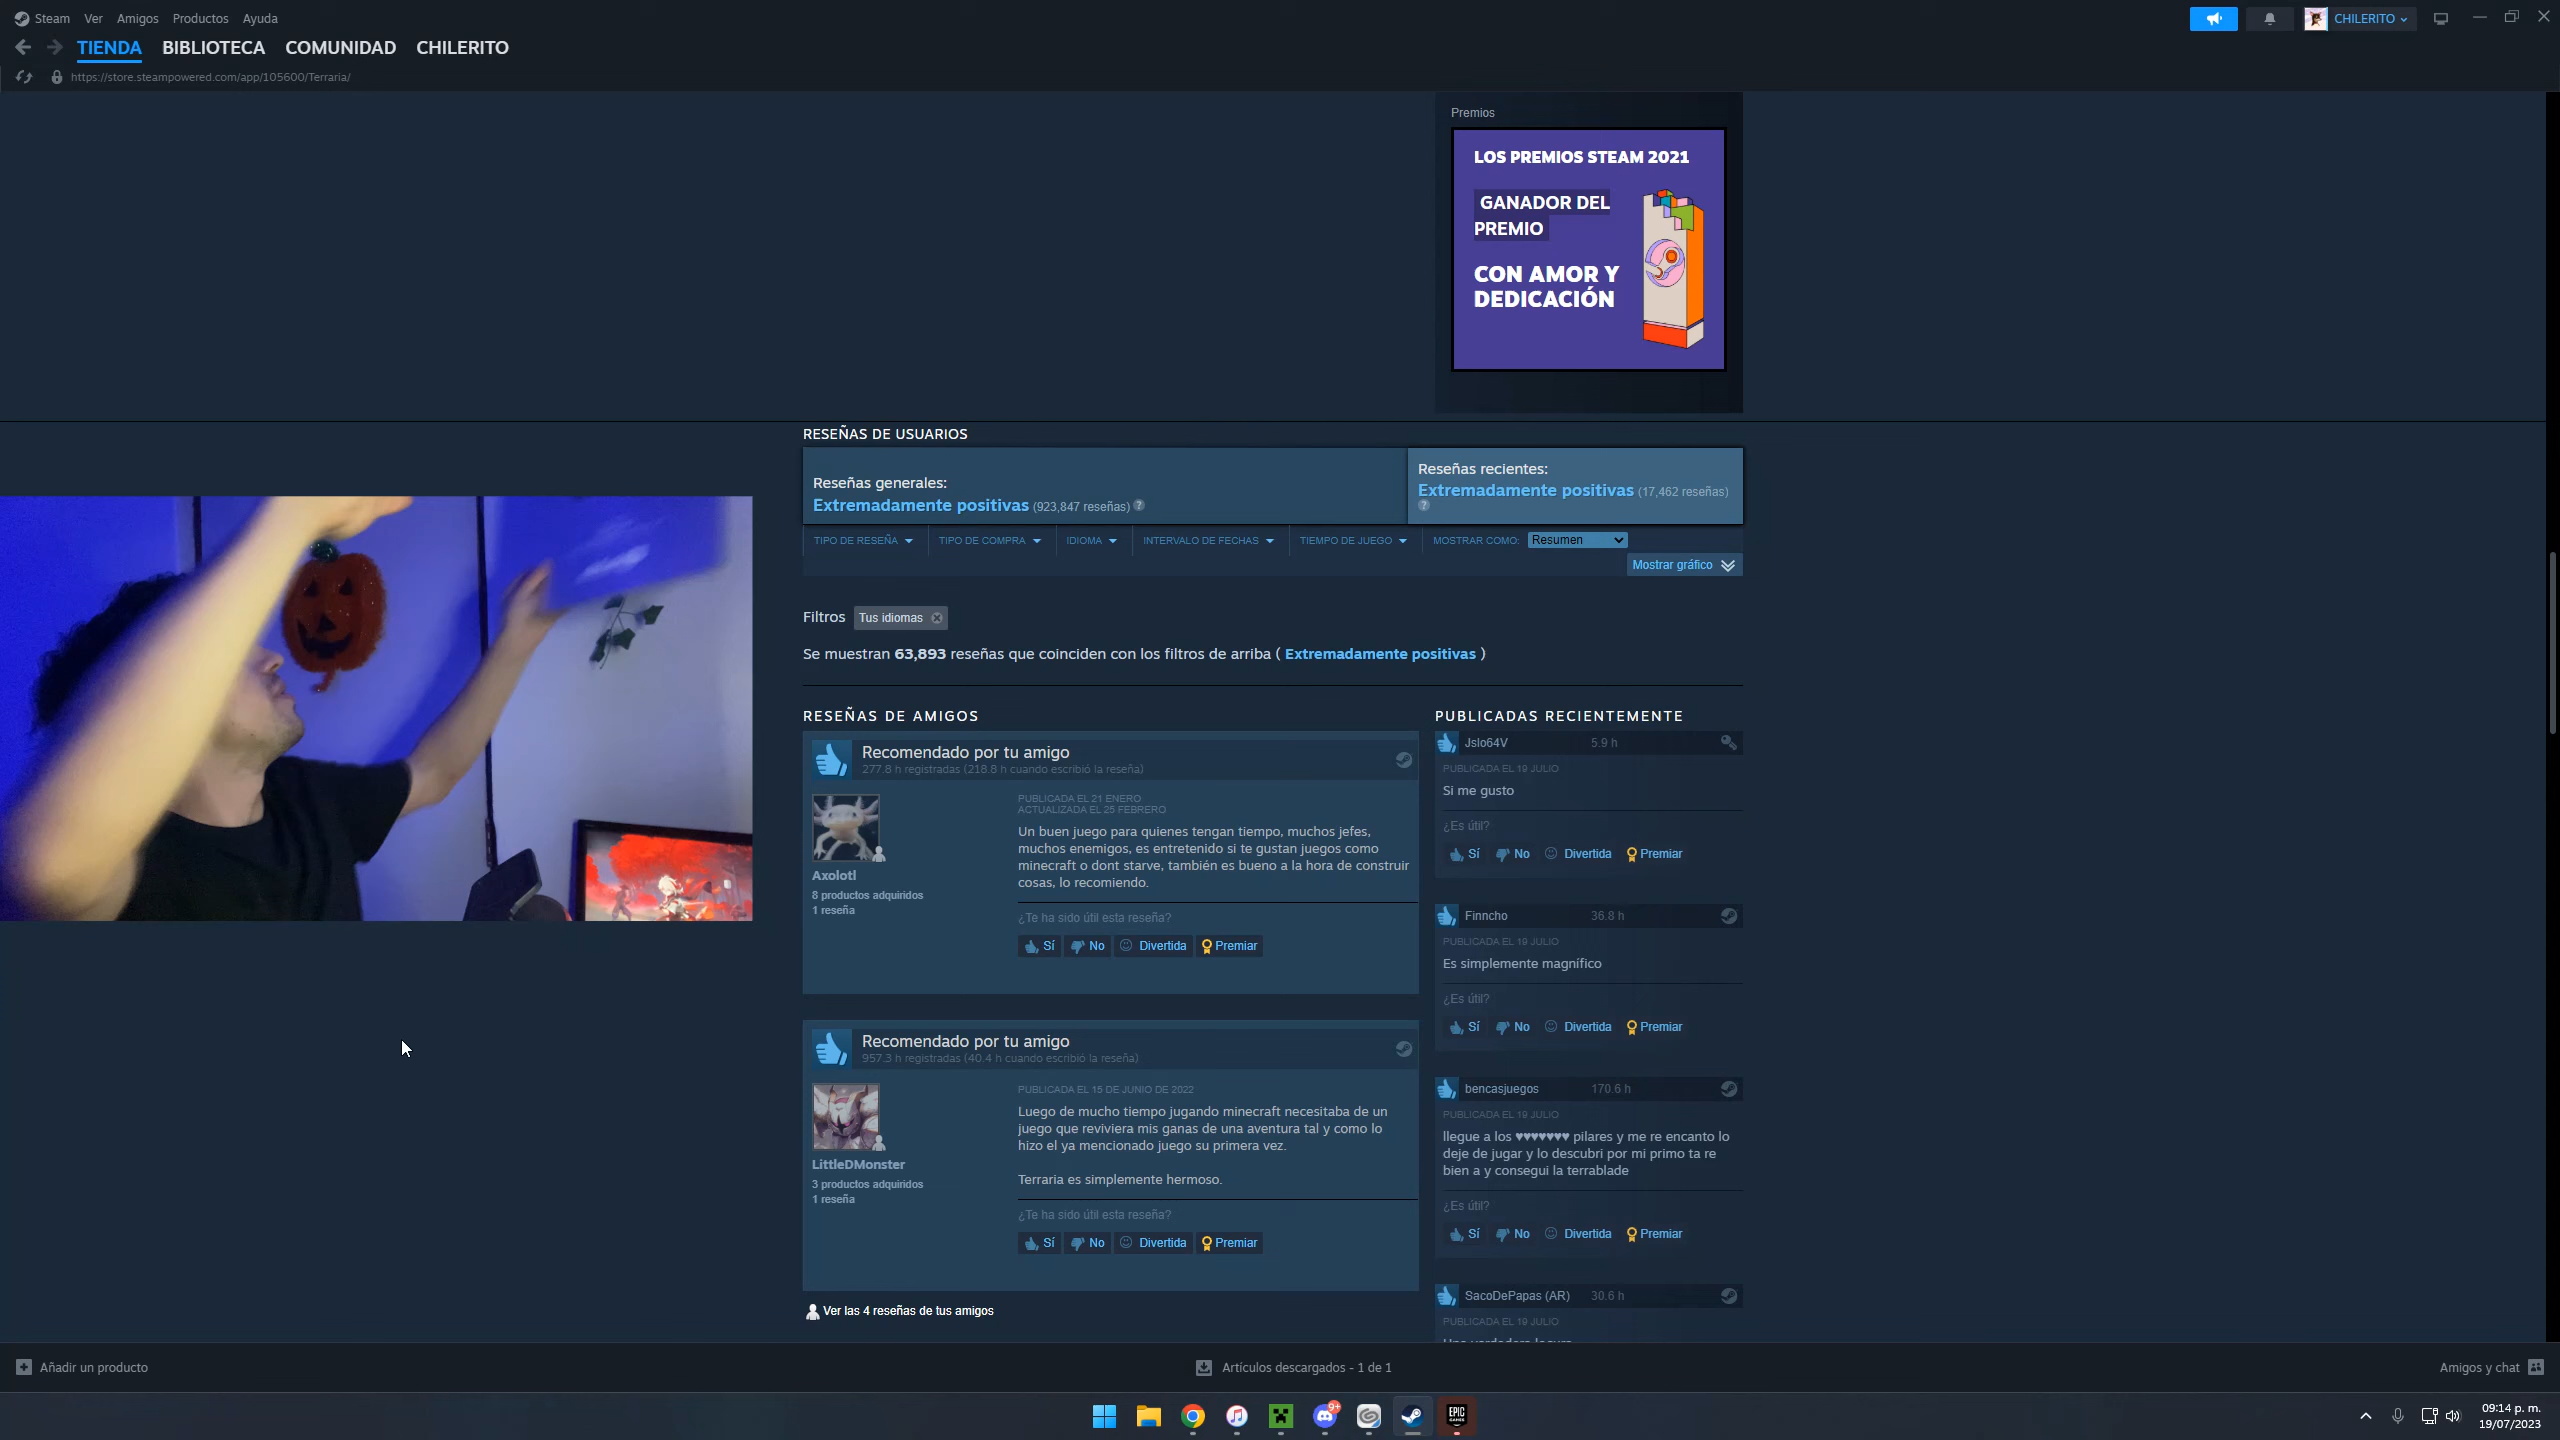 Steam Ver Amigos Productos Ayuda
CHILERITO
TIENDA BIBLIOTECA COMUNIDAD CHILERITO
https://store.steampowered.com/app/105600/Terraria/
Premios
LOS PREMIOS STEAM 2021
GANADOR DEL
PREMIO
CON AMOR Y
DEDICACIÓN
RESEÑAS DE USUARIOS
Reseñas generales:
Extremadamente positivas (923,847 reseñas) ?
Reseñas recientes:
Extremadamente positivas (17,462 reseñas)
?
TIPO DE RESEÑA TIPO DE COMPRA IDIOMA INTERVALO DE FECHAS TIEMPO DE JUEGO MOSTRAR COMO: Resumen
Mostrar gráfico
Filtros Tus idiomas
Se muestran 63,893 reseñas que coinciden con los filtros de arriba ( Extremadamente positivas )
RESEÑAS DE AMIGOS
Recomendado por tu amigo
277.8 h registradas (218.8 h cuando escribió la reseña)
Axolotl
8 productos adquiridos
1 reseña
PUBLICADA EL 21 ENERO
ACTUALIZADA EL 25 FEBRERO
Un buen juego para quienes tengan tiempo, muchos jefes,
muchos enemigos, es entretenido si te gustan juegos como
minecraft o dont starve, también es bueno a la hora de construir
cosas, lo recomiendo.
¿Te ha sido útil esta reseña?
Sí No Divertida Premiar
Recomendado por tu amigo
957.3 h registradas (40.4 h cuando escribió la reseña)
LittleDMonster
3 productos adquiridos
1 reseña
PUBLICADA EL 15 DE JUNIO DE 2022
Luego de mucho tiempo jugando minecraft necesitaba de un
juego que reviviera mis ganas de una aventura tal y como lo
hizo el ya mencionado juego su primera vez.
Terraria es simplemente hermoso.
¿Te ha sido útil esta reseña?
Sí No Divertida Premiar
Ver las 4 reseñas de tus amigos
PUBLICADAS RECIENTEMENTE
Jslo64V 5.9 h
PUBLICADA EL 19 JULIO
Si me gusto
¿Es útil?
Sí No Divertida Premiar
Finncho 36.8 h
PUBLICADA EL 19 JULIO
Es simplemente magnífico
¿Es útil?
Sí No Divertida Premiar
bencasjuegos 170.6 h
PUBLICADA EL 19 JULIO
llegue a los ♥♥♥♥♥♥♥ pilares y me re encanto lo
deje de jugar y lo descubri por mi primo ta re
bien a y consegui la terrablade
¿Es útil?
Sí No Divertida Premiar
SacoDePapas (AR) 30.6 h
PUBLICADA EL 19 JULIO
Añadir un producto
Artículos descargados - 1 de 1
Amigos y chat
9+
EPIC
GAMES
09:14 p. m.
19/07/2023